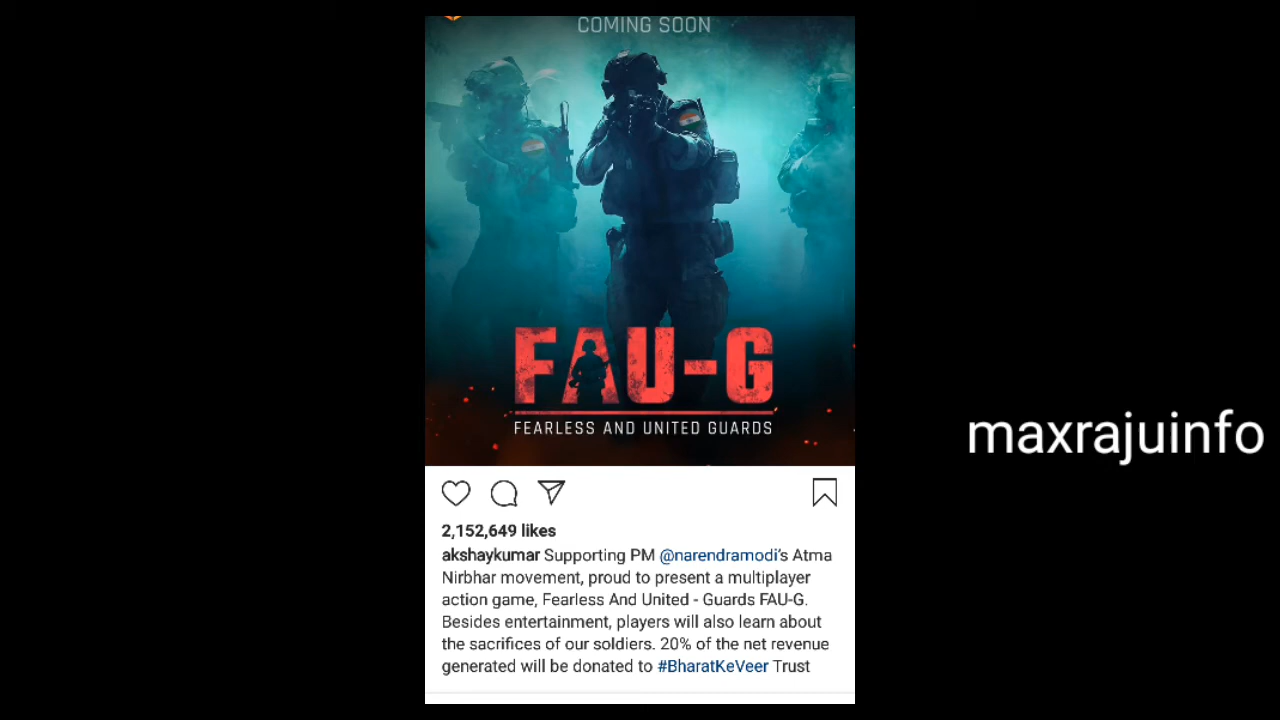 COMING SOON
FAU-G
FEARLESS AND UNITED GUARDS
maxrajuinfo
2,152,649 likes
akshaykumar Supporting PM @narendramodi's Atma
Nirbhar movement, proud to present a multiplayer
action game, Fearless And United - Guards FAU-G.
Besides entertainment, players will also learn about
the sacrifices of our soldiers. 20% of the net revenue
generated will be donated to #BharatKeVeer Trust